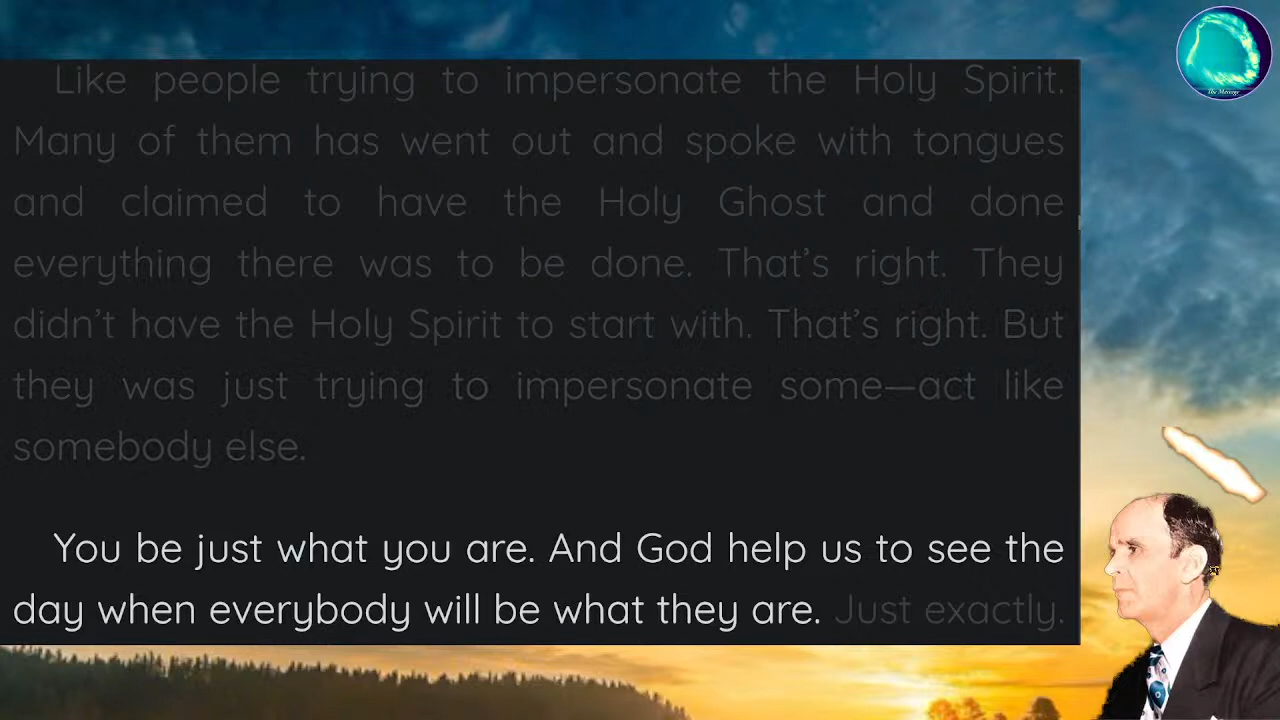 The Message
Like people trying to impersonate the Holy Spirit.
Many of them has went out and spoke with tongues
and claimed to have the Holy Ghost and done
everything there was to be done. That's right. They
didn't have the Holy Spirit to start with. That's right. But
they was just trying to impersonate some—act like
somebody else.
You be just what you are. And God help us to see the
day when everybody will be what they are. Just exactly.